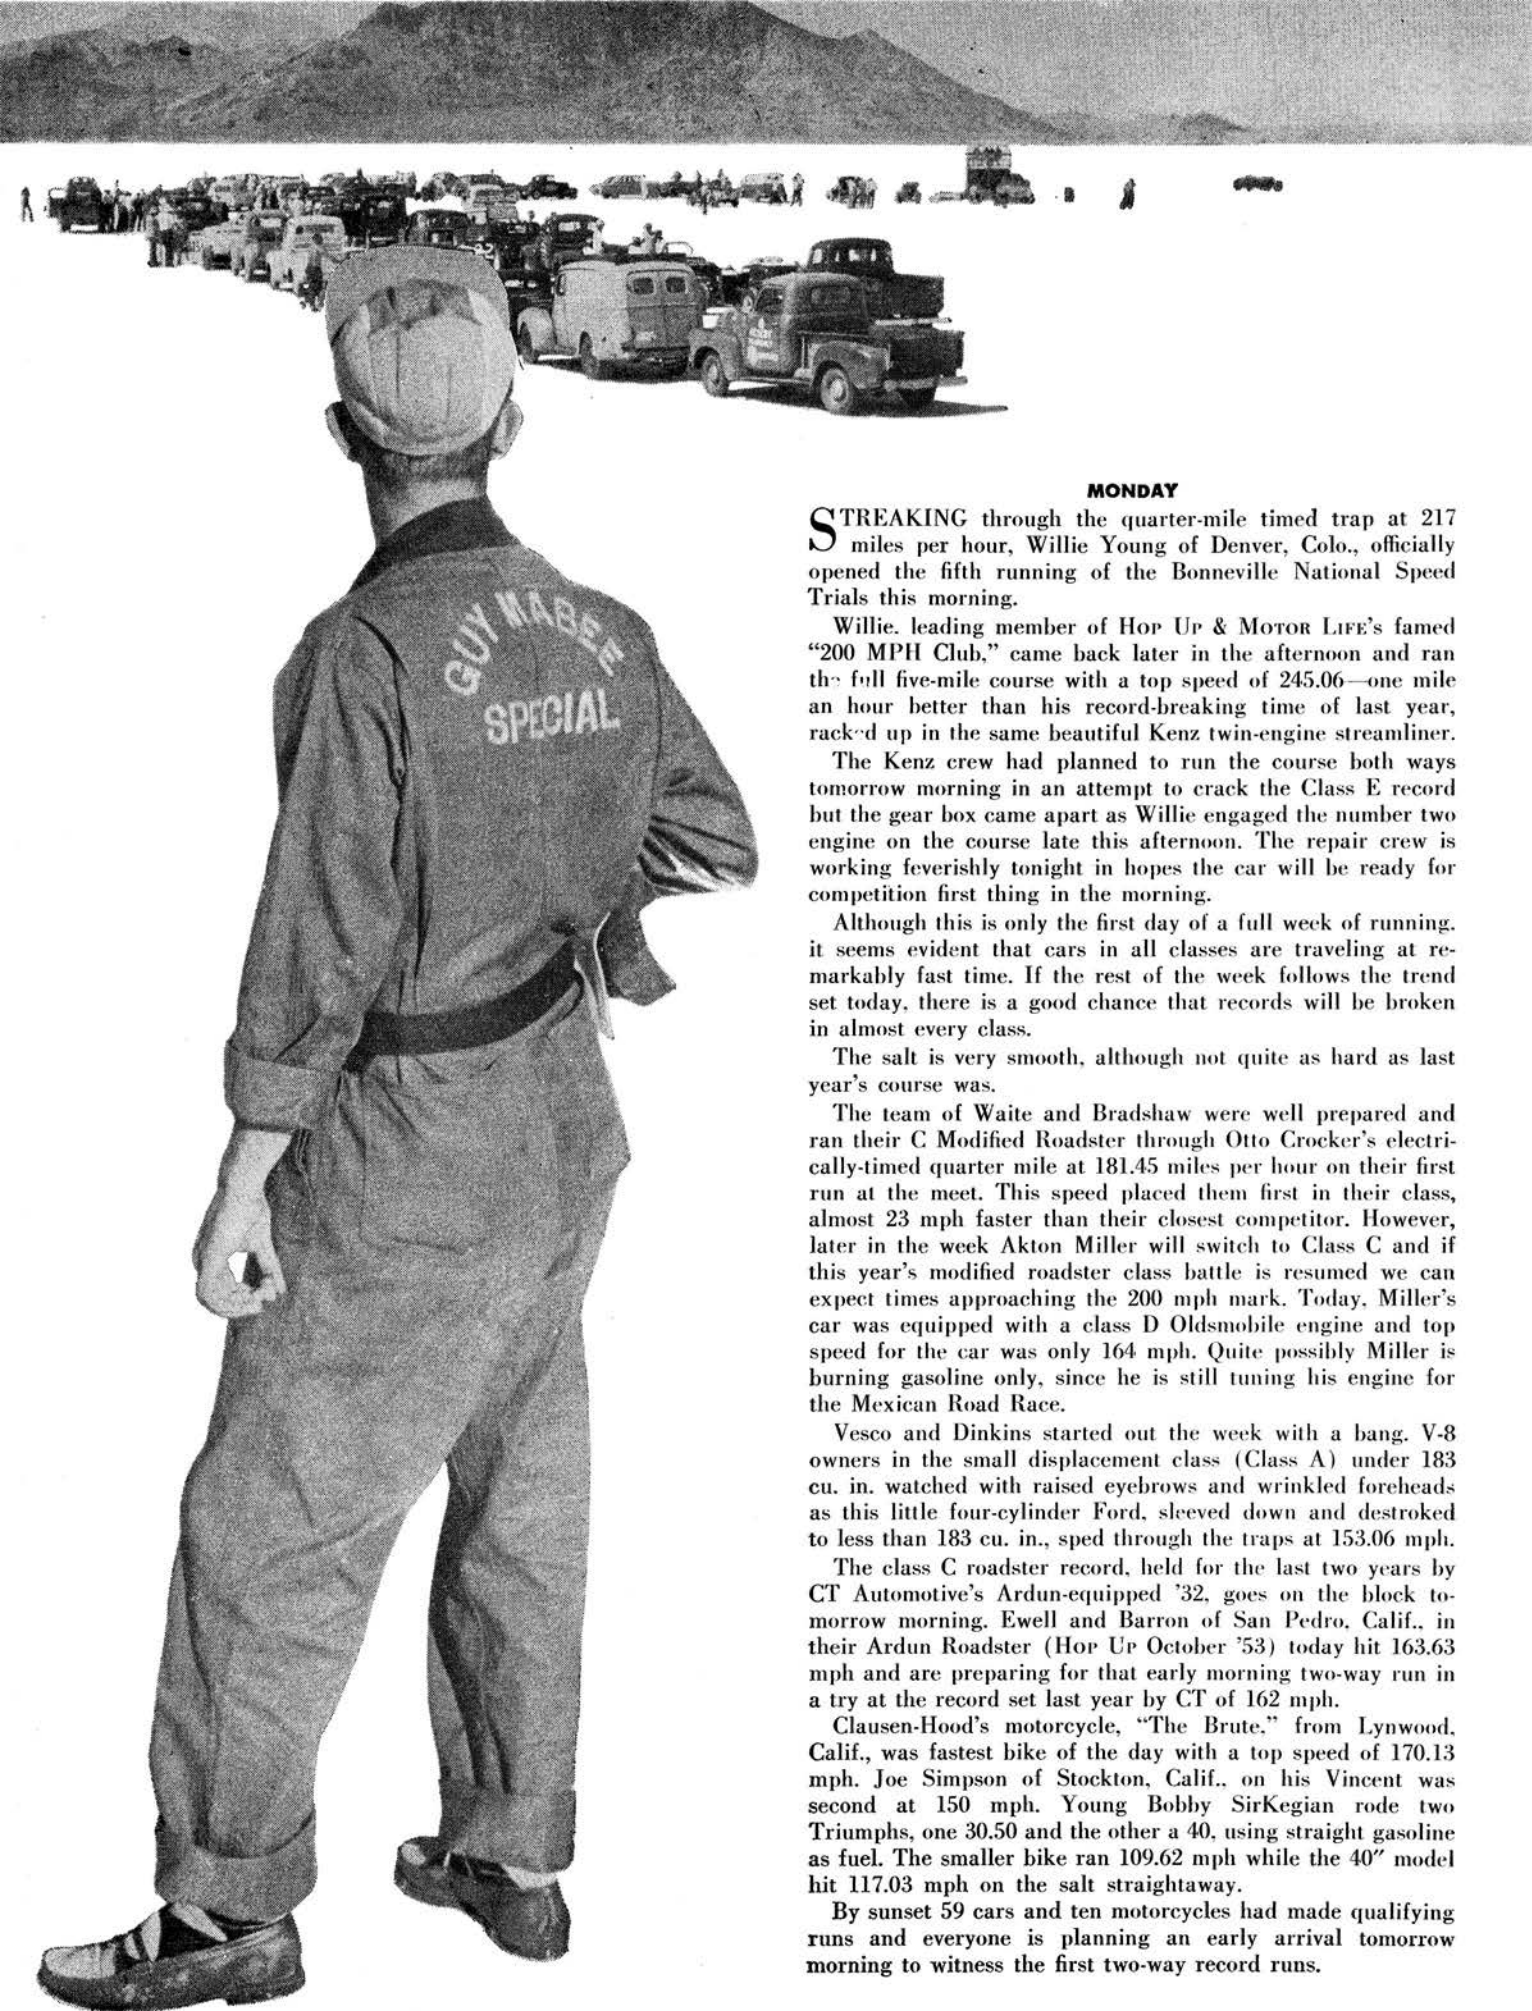 GUY MABEE
SPECIAL
MONDAY
STREAKING through the quarter-mile timed trap at 217
miles per hour, Willie Young of Denver, Colo., officially
opened the fifth running of the Bonneville National Speed
Trials this morning.
Willie. leading member of HOP UP & MOTOR LIFE's famed
“200 MPH Club,” came back later in the afternoon and ran
the full five-mile course with a top speed of 245.06—one mile
an hour better than his record-breaking time of last year,
racked up in the same beautiful Kenz twin-engine streamliner.
The Kenz crew had planned to run the course both ways
tomorrow morning in an attempt to crack the Class E record
but the gear box came apart as Willie engaged the number two
engine on the course late this afternoon. The repair crew is
working feverishly tonight in hopes the car will be ready for
competition first thing in the morning.
Although this is only the first day of a full week of running.
it seems evident that cars in all classes are traveling at re-
markably fast time. If the rest of the week follows the trend
set today, there is a good chance that records will be broken
in almost every class.
The salt is very smooth, although not quite as hard as last
year's course was.
The team of Waite and Bradshaw were well prepared and
ran their C Modified Roadster through Otto Crocker's electri-
cally-timed quarter mile at 181.45 miles per hour on their first
run at the meet. This speed placed them first in their class,
almost 23 mph faster than their closest competitor. However,
later in the week Akton Miller will switch to Class C and if
this year's modified roadster class battle is resumed we can
expect times approaching the 200 mph mark. Today, Miller's
car was equipped with a class D Oldsmobile engine and top
speed for the car was only 164 mph. Quite possibly Miller is
burning gasoline only, since he is still tuning his engine for
the Mexican Road Race.
Vesco and Dinkins started out the week with a bang. V-8
owners in the small displacement class (Class A) under 183
cu. in. watched with raised eyebrows and wrinkled foreheads
as this little four-cylinder Ford, sleeved down and destroked
to less than 183 cu. in., sped through the traps at 153.06 mph.
The class C roadster record, held for the last two years by
CT Automotive's Ardun-equipped '32, goes on the block to-
morrow morning. Ewell and Barron of San Pedro, Calif., in
their Ardun Roadster (HOP UP October '53) today hit 163.63
mph and are preparing for that early morning two-way run in
a try at the record set last year by CT of 162 mph.
Clausen-Hood's motorcycle, “The Brute,” from Lynwood,
Calif., was fastest bike of the day with a top speed of 170.13
mph. Joe Simpson of Stockton, Calif., on his Vincent was
second at 150 mph. Young Bobby SirKegian rode two
Triumphs, one 30.50 and the other a 40, using straight gasoline
as fuel. The smaller bike ran 109.62 mph while the 40″ model
hit 117.03 mph on the salt straightaway.
By sunset 59 cars and ten motorcycles had made qualifying
runs and everyone is planning an early arrival tomorrow
morning to witness the first two-way record runs.